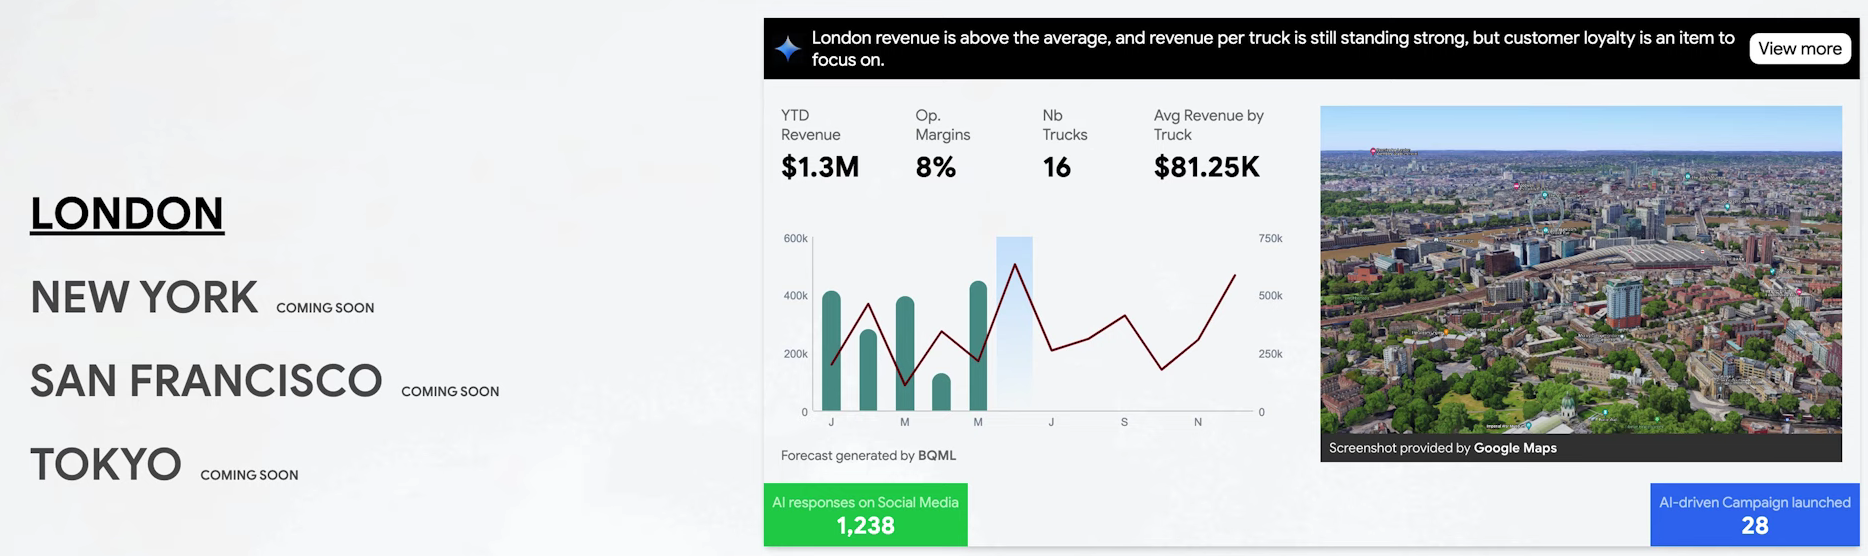 LONDON
NEW YORK COMING SOON
SAN FRANCISCO COMING SOON
TOKYO COMING SOON
London revenue is above the average, and revenue per truck is still standing strong, but customer loyalty is an item to
focus on.
View more
YTD
Revenue
$1.3M
Op.
Margins
8%
Nb
Trucks
16
Avg Revenue by
Truck
$81.25K
600k
400k
200k
0
750k
500k
250k
0
J M M J S N
Forecast generated by BQML
Screenshot provided by Google Maps
AI responses on Social Media
1,238
AI-driven Campaign launched
28